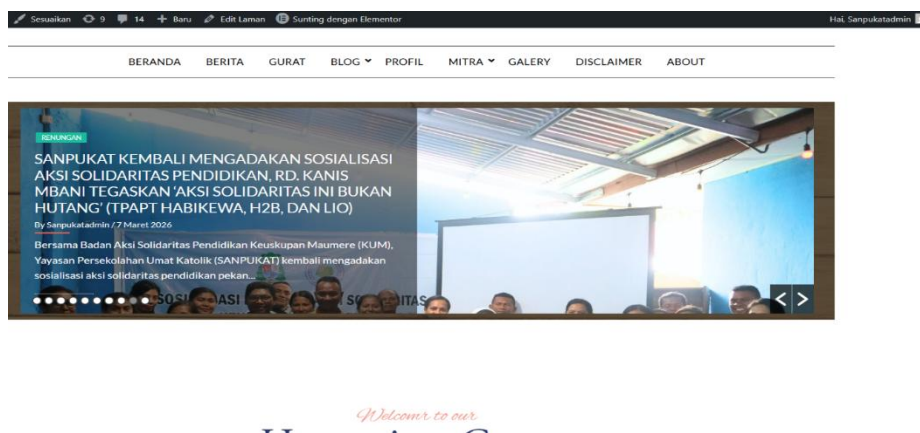 Sesuaikan 9 14 + Baru Edit Laman Sunting dengan Elementor Hai, Sanpukatadmin
BERANDA BERITA GURAT BLOG PROFIL MITRA GALERY DISCLAIMER ABOUT
RENUNGAN
SANPUKAT KEMBALI MENGADAKAN SOSIALISASI
AKSI SOLIDARITAS PENDIDIKAN, RD. KANIS
MBANI TEGASKAN ‘AKSI SOLIDARITAS INI BUKAN
HUTANG’ (TPAPT HABIKEWA, H2B, DAN LIO)
By Sanpukatadmin / 7 Maret 2026
Bersama Badan Aksi Solidaritas Pendidikan Keuskupan Maumere (KUM),
Yayasan Persekolahan Umat Katolik (SANPUKAT) kembali mengadakan
sosialisasi aksi solidaritas pendidikan pekan...
< >
to our